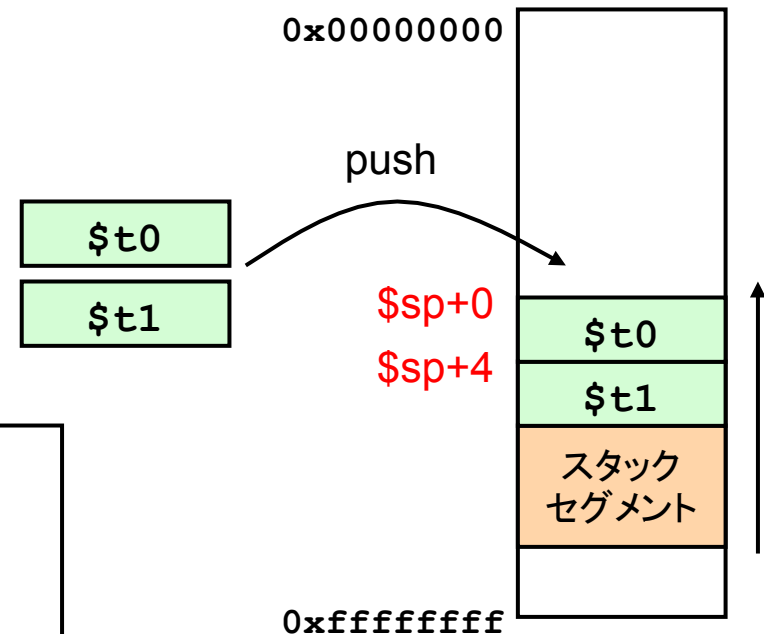 0x00000000
push
$t0
$t1
$sp+0
$sp+4
$t0
$t1
スタック
セグメント
0xffffffff